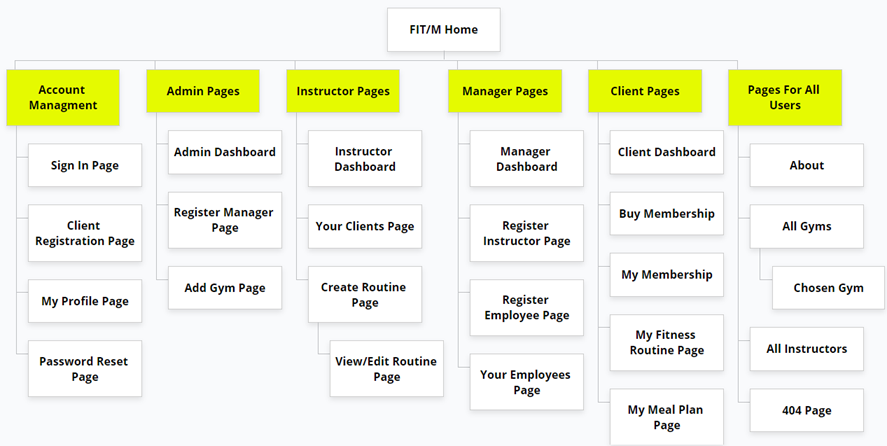 FIT/M Home
Account
Managment
Sign In Page
Client
Registration Page
My Profile Page
Password Reset
Page
Admin Pages
Admin Dashboard
Register Manager
Page
Add Gym Page
Instructor Pages
Instructor
Dashboard
Your Clients Page
Create Routine
Page
View/Edit Routine
Page
Manager Pages
Manager
Dashboard
Register
Instructor Page
Register
Employee Page
Your Employees
Page
Client Pages
Client Dashboard
Buy Membership
My Membership
My Fitness
Routine Page
My Meal Plan
Page
Pages For All
Users
About
All Gyms
Chosen Gym
All Instructors
404 Page